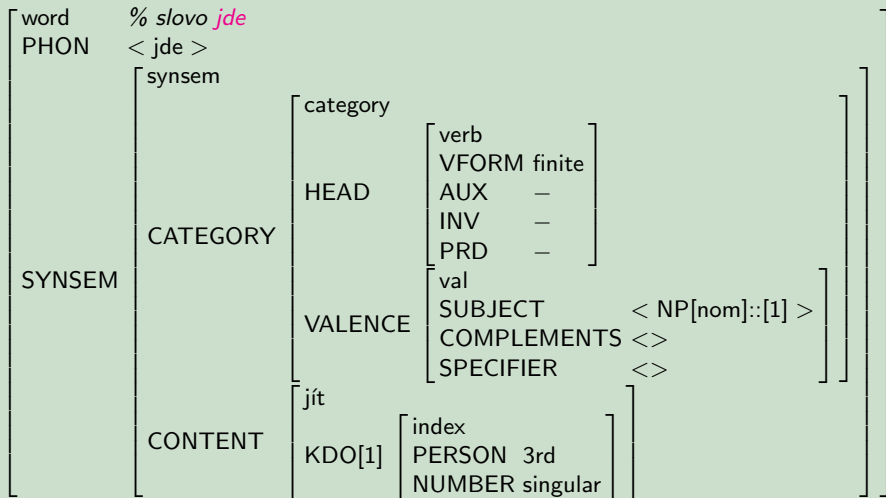 word % slovo jde
PHON < jde >
synsem
category
verb
VFORM finite
HEAD AUX −
INV −
CATEGORY PRD −
SYNSEM val
SUBJECT < NP[nom]::[1] >
VALENCE COMPLEMENTS <>
SPECIFIER <>
jít
index
CONTENT KDO[1] PERSON 3rd
NUMBER singular